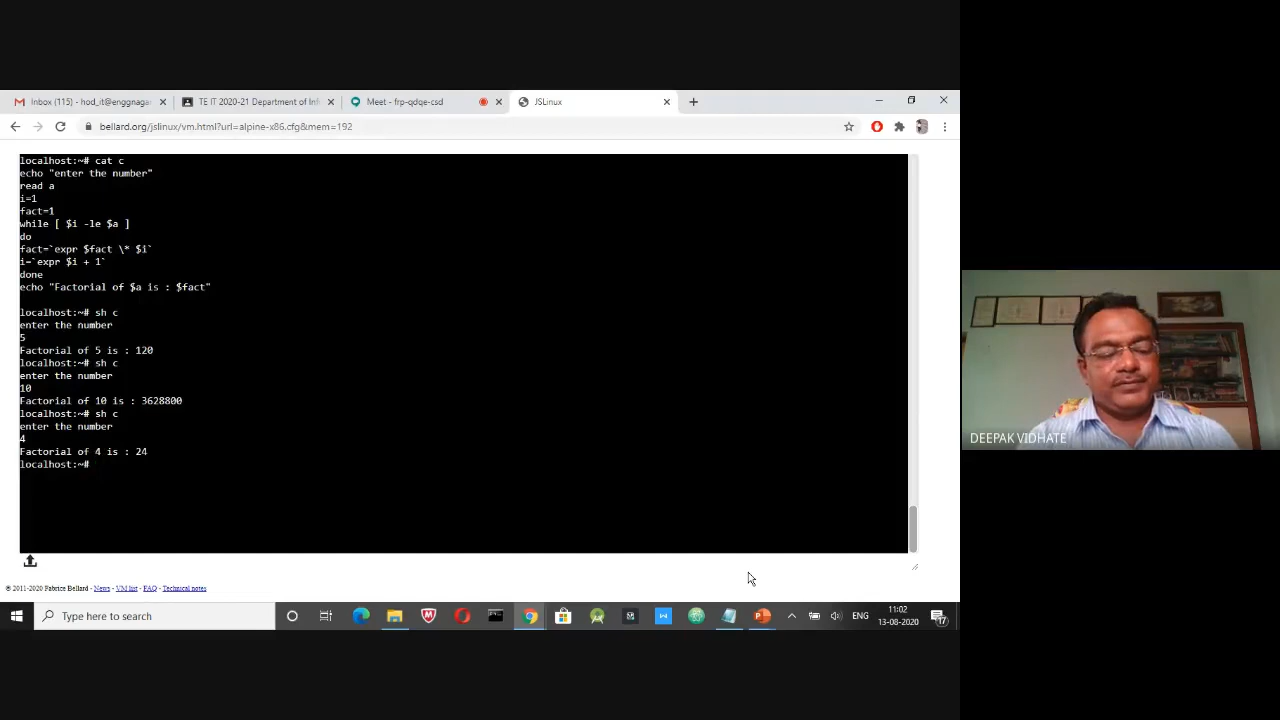 Inbox (115) - hod_it@enggnagar
TE IT 2020-21 Department of Inf
Meet - frp-qdqe-csd
JSLinux
bellard.org/jslinux/vm.html?url=alpine-x86.cfg&mem=192
localhost:~# cat c
echo "enter the number"
read a
i=1
fact=1
while [ $i -le $a ]
do
fact=`expr $fact \* $i`
i=`expr $i + 1`
done
echo "Factorial of $a is : $fact"
localhost:~# sh c
enter the number
5
Factorial of 5 is : 120
localhost:~# sh c
enter the number
10
Factorial of 10 is : 3628800
localhost:~# sh c
enter the number
4
Factorial of 4 is : 24
localhost:~#
DEEPAK VIDHATE
© 2011-2020 Fabrice Bellard - News - VM list - FAQ - Technical notes
Type here to search
ENG
11:02
13-08-2020
17